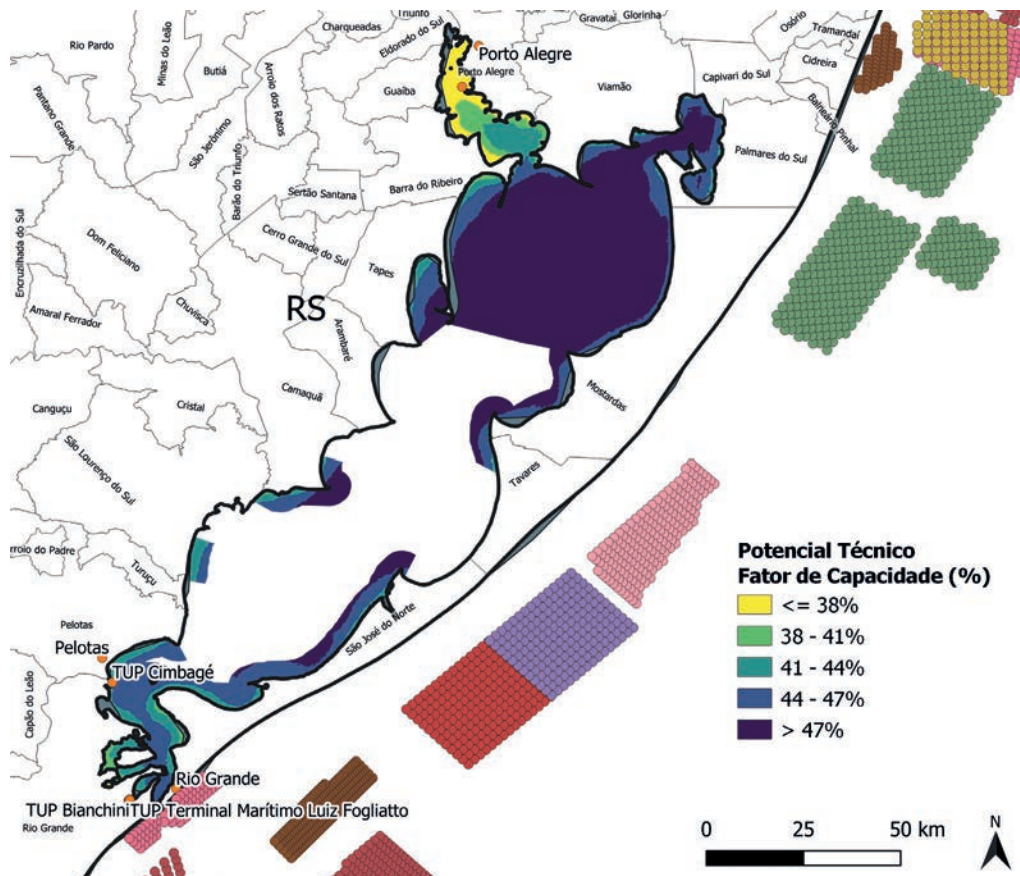 Triunfo
Gravataí
Glorinha
Charqueadas
Osório
Tramandaí
Rio Pardo
Minas do Leão
Butiá
Eldorado do Sul
Porto Alegre
Porto Alegre
Cidreira
Arroio dos Ratos
Guaíba
Viamão
Capivari do Sul
Pantano Grande
São Jerônimo
Balneário Pinhal
Barão do Triunfo
Palmares do Sul
Sertão Santana
Barra do Ribeiro
Encruzilhada do Sul
Dom Feliciano
Cerro Grande do Sul
Tapes
Chuvisca
RS
Amaral Ferrador
Arambaré
Camaquã
Mostardas
Canguçu
Cristal
São Lourenço do Sul
Tavares
Potencial Técnico
Fator de Capacidade (%)
<= 38%
38 - 41%
41 - 44%
44 - 47%
> 47%
rroio do Padre
Turuçu
São José do Norte
Pelotas
Pelotas
TUP Cimbagé
Capão do Leão
Rio Grande
TUP Bianchini
TUP Terminal Marítimo Luiz Fogliatto
Rio Grande
0 25 50 km
N